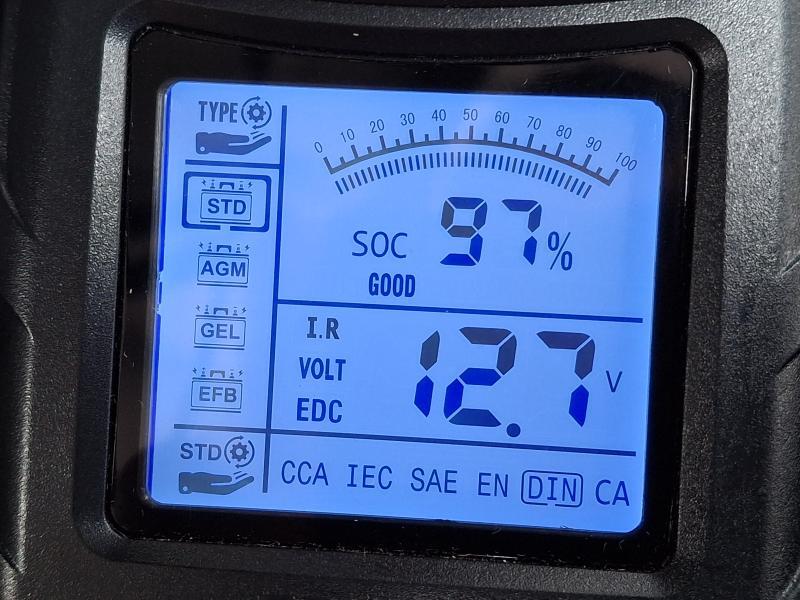 TYPE
STD
AGM
GEL
EFB
STD
0 10 20 30 40 50 60 70 80 90 100
SOC 97%
GOOD
I.R
VOLT
EDC
12.7 V
CCA IEC SAE EN DIN CA